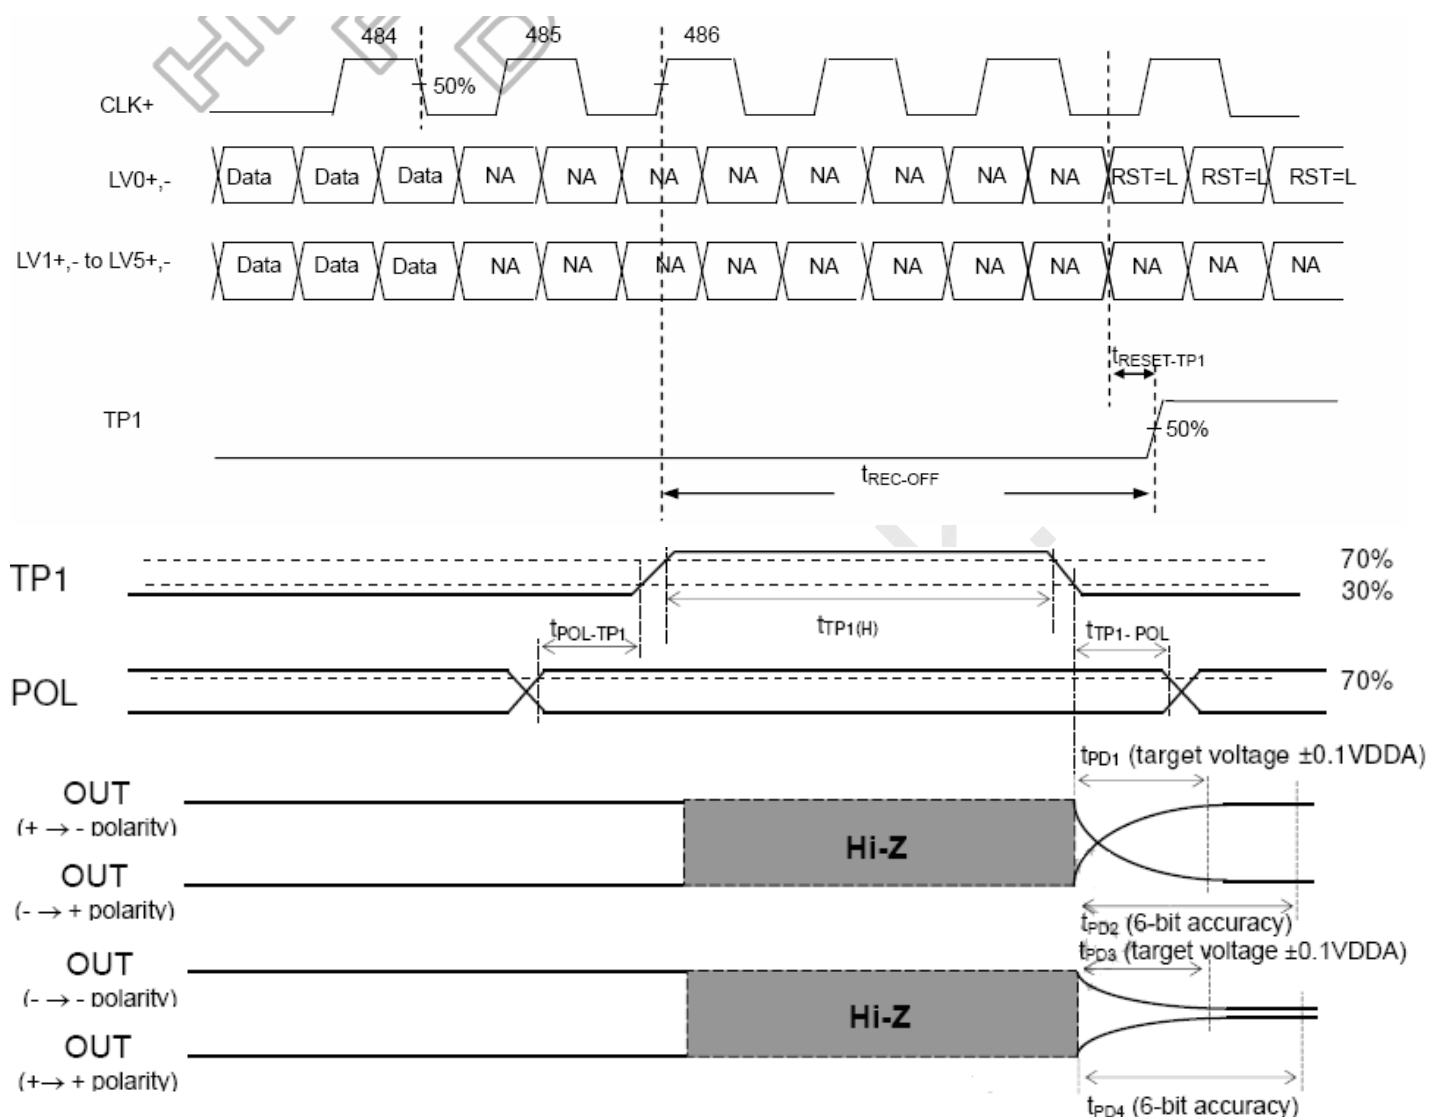 484 485 486
50%
CLK+
LV0+,- Data Data Data NA NA NA NA NA NA NA NA RST=L RST=L RST=L
LV1+,- to LV5+,- Data Data Data NA NA NA NA NA NA NA NA NA NA NA
tRESET-TP1
TP1
50%
tREC-OFF
TP1
70%
30%
tPOL-TP1 tTP1(H) tTP1-POL
POL
70%
tPD1 (target voltage ±0.1VDDA)
OUT
(+ → - polarity)
Hi-Z
OUT
(- → + polarity)
tPD2 (6-bit accuracy)
tPD3 (target voltage ±0.1VDDA)
OUT
(- → - polarity)
Hi-Z
OUT
(+→ + polarity)
tPD4 (6-bit accuracy)